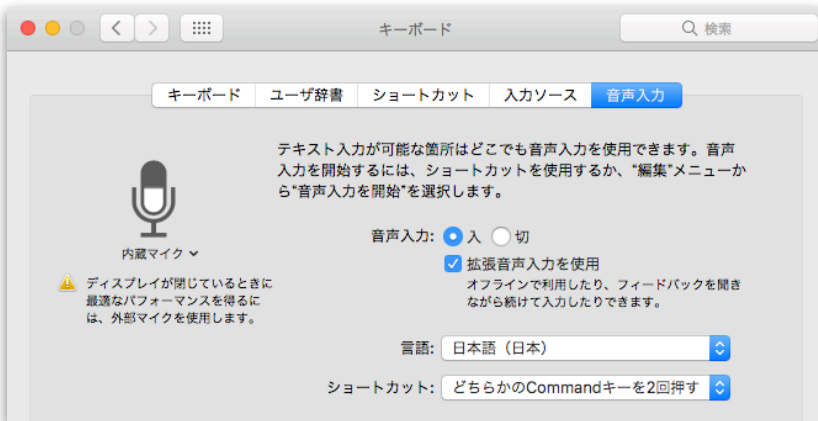 キーボード
検索
キーボード ユーザ辞書 ショートカット 入力ソース 音声入力
テキスト入力が可能な箇所はどこでも音声入力を使用できます。音声
入力を開始するには、ショートカットを使用するか、“編集”メニューか
ら“音声入力を開始”を選択します。
音声入力: 入 切
拡張音声入力を使用
オフラインで利用したり、フィードバックを聞き
ながら続けて入力したりできます。
内蔵マイク
ディスプレイが閉じているときに
最適なパフォーマンスを得るに
は、外部マイクを使用します。
言語: 日本語（日本）
ショートカット: どちらかのCommandキーを2回押す